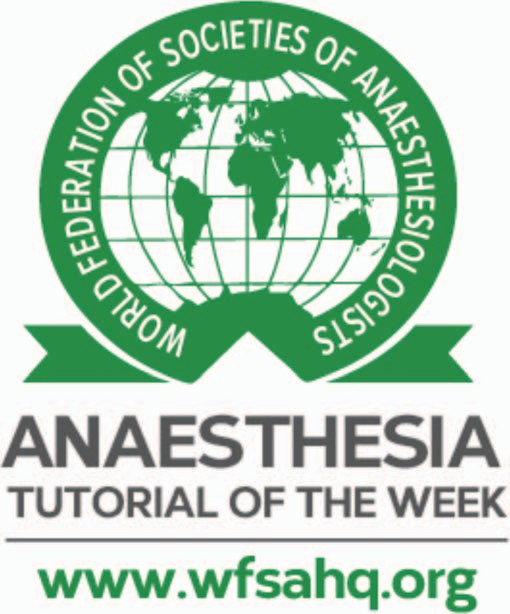 WORLD FEDERATION OF SOCIETIES OF ANAESTHESIOLOGISTS
ANAESTHESIA
TUTORIAL OF THE WEEK
www.wfsahq.org